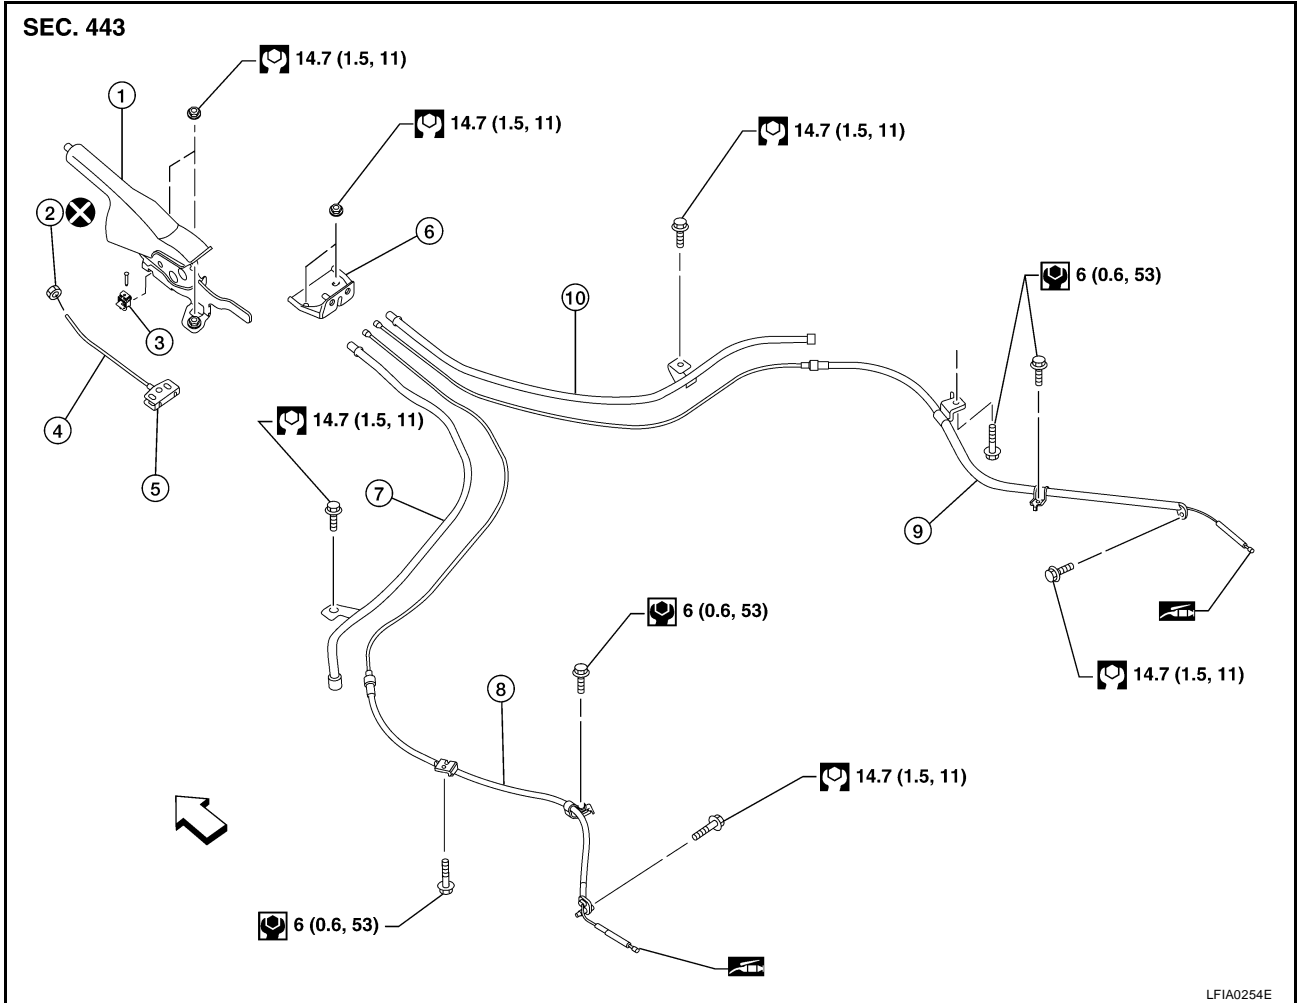 SEC. 443
14.7 (1.5, 11)
1
14.7 (1.5, 11)
14.7 (1.5, 11)
2
6
6 (0.6, 53)
10
3
4
14.7 (1.5, 11)
5
7
9
6 (0.6, 53)
14.7 (1.5, 11)
8
14.7 (1.5, 11)
6 (0.6, 53)
LFIA0254E